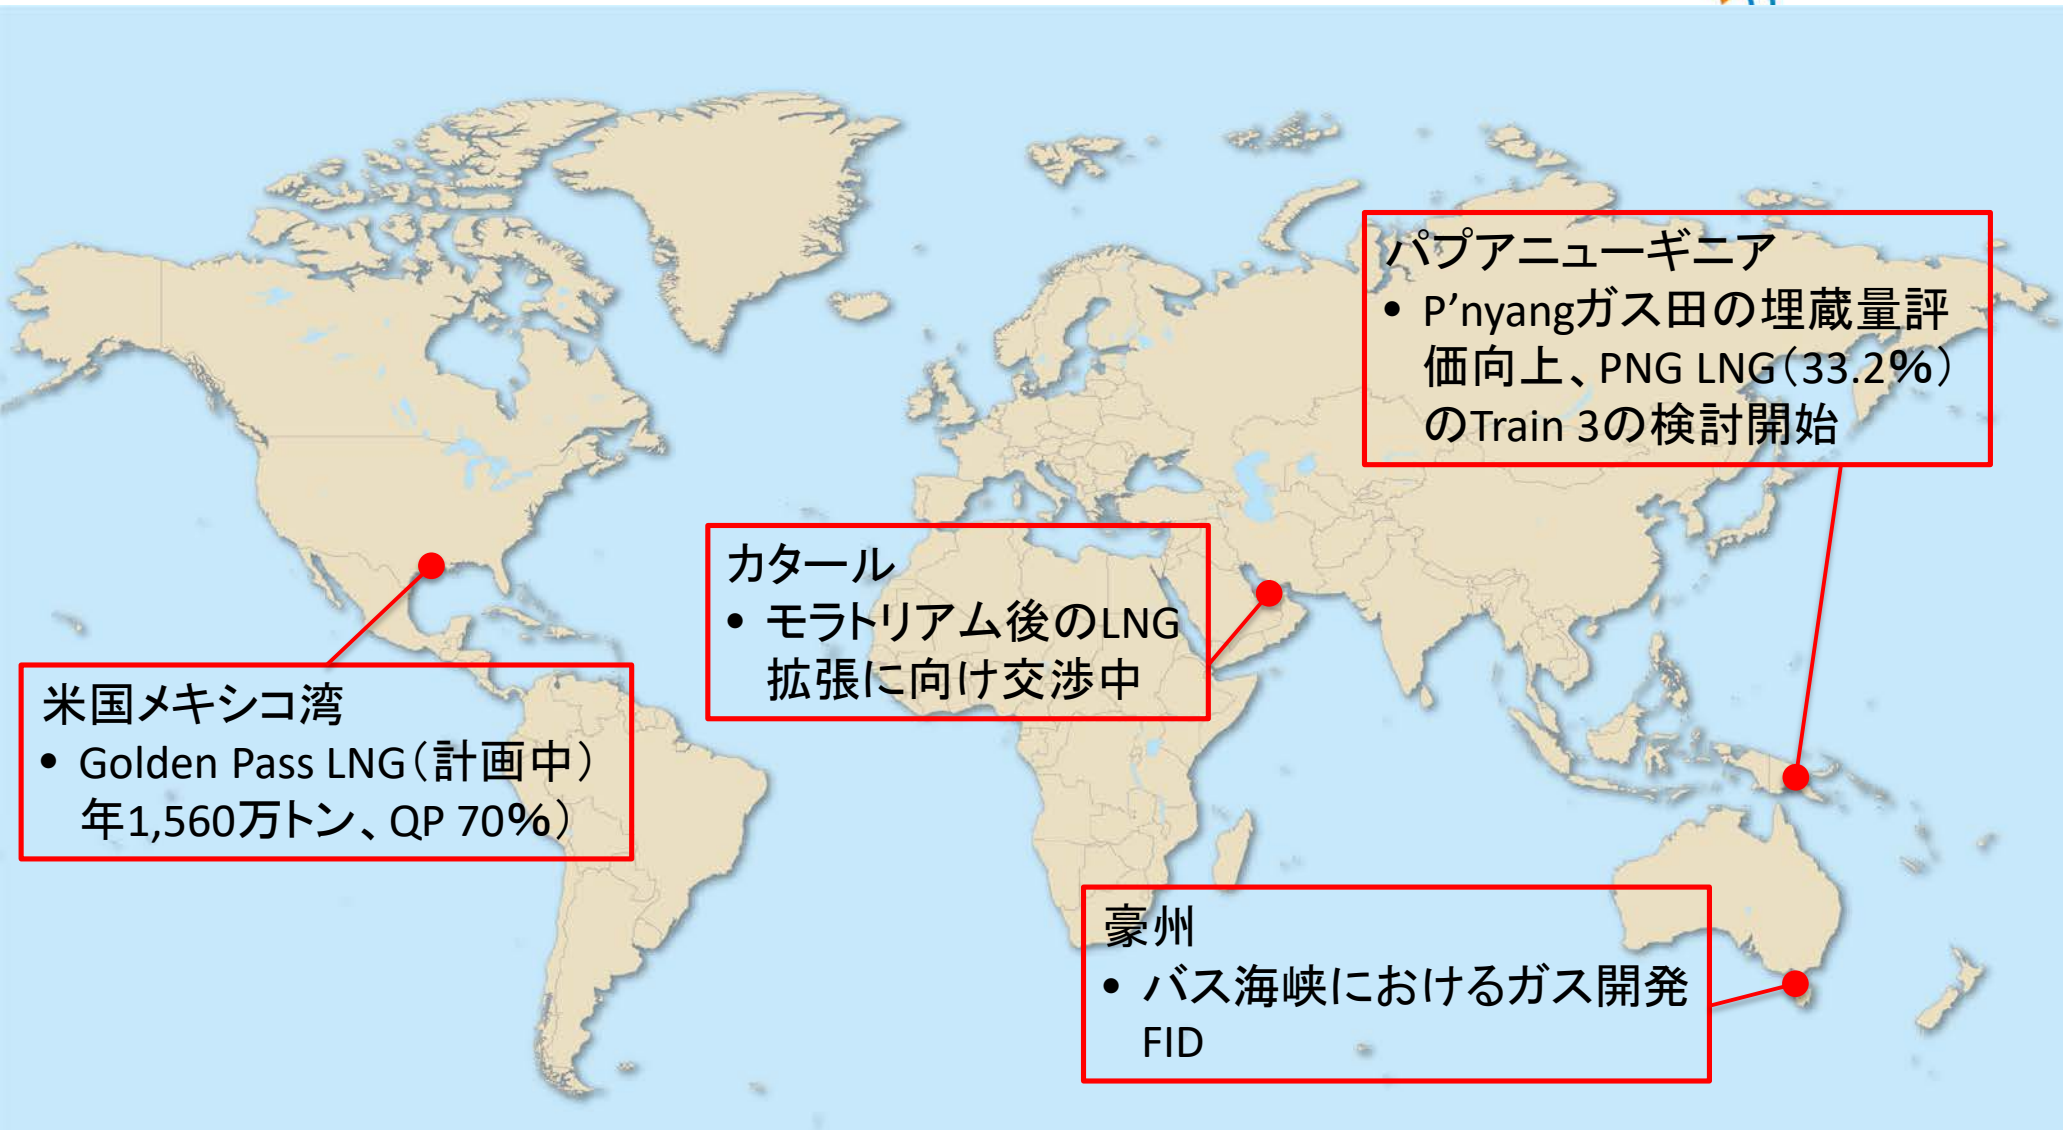 パプアニューギニア
• P’nyangガス田の埋蔵量評
価向上、PNG LNG（33.2%）
のTrain 3の検討開始
カタール
• モラトリアム後のLNG
拡張に向け交渉中
米国メキシコ湾
• Golden Pass LNG（計画中）
年1,560万トン、QP 70%）
豪州
• バス海峡におけるガス開発
FID